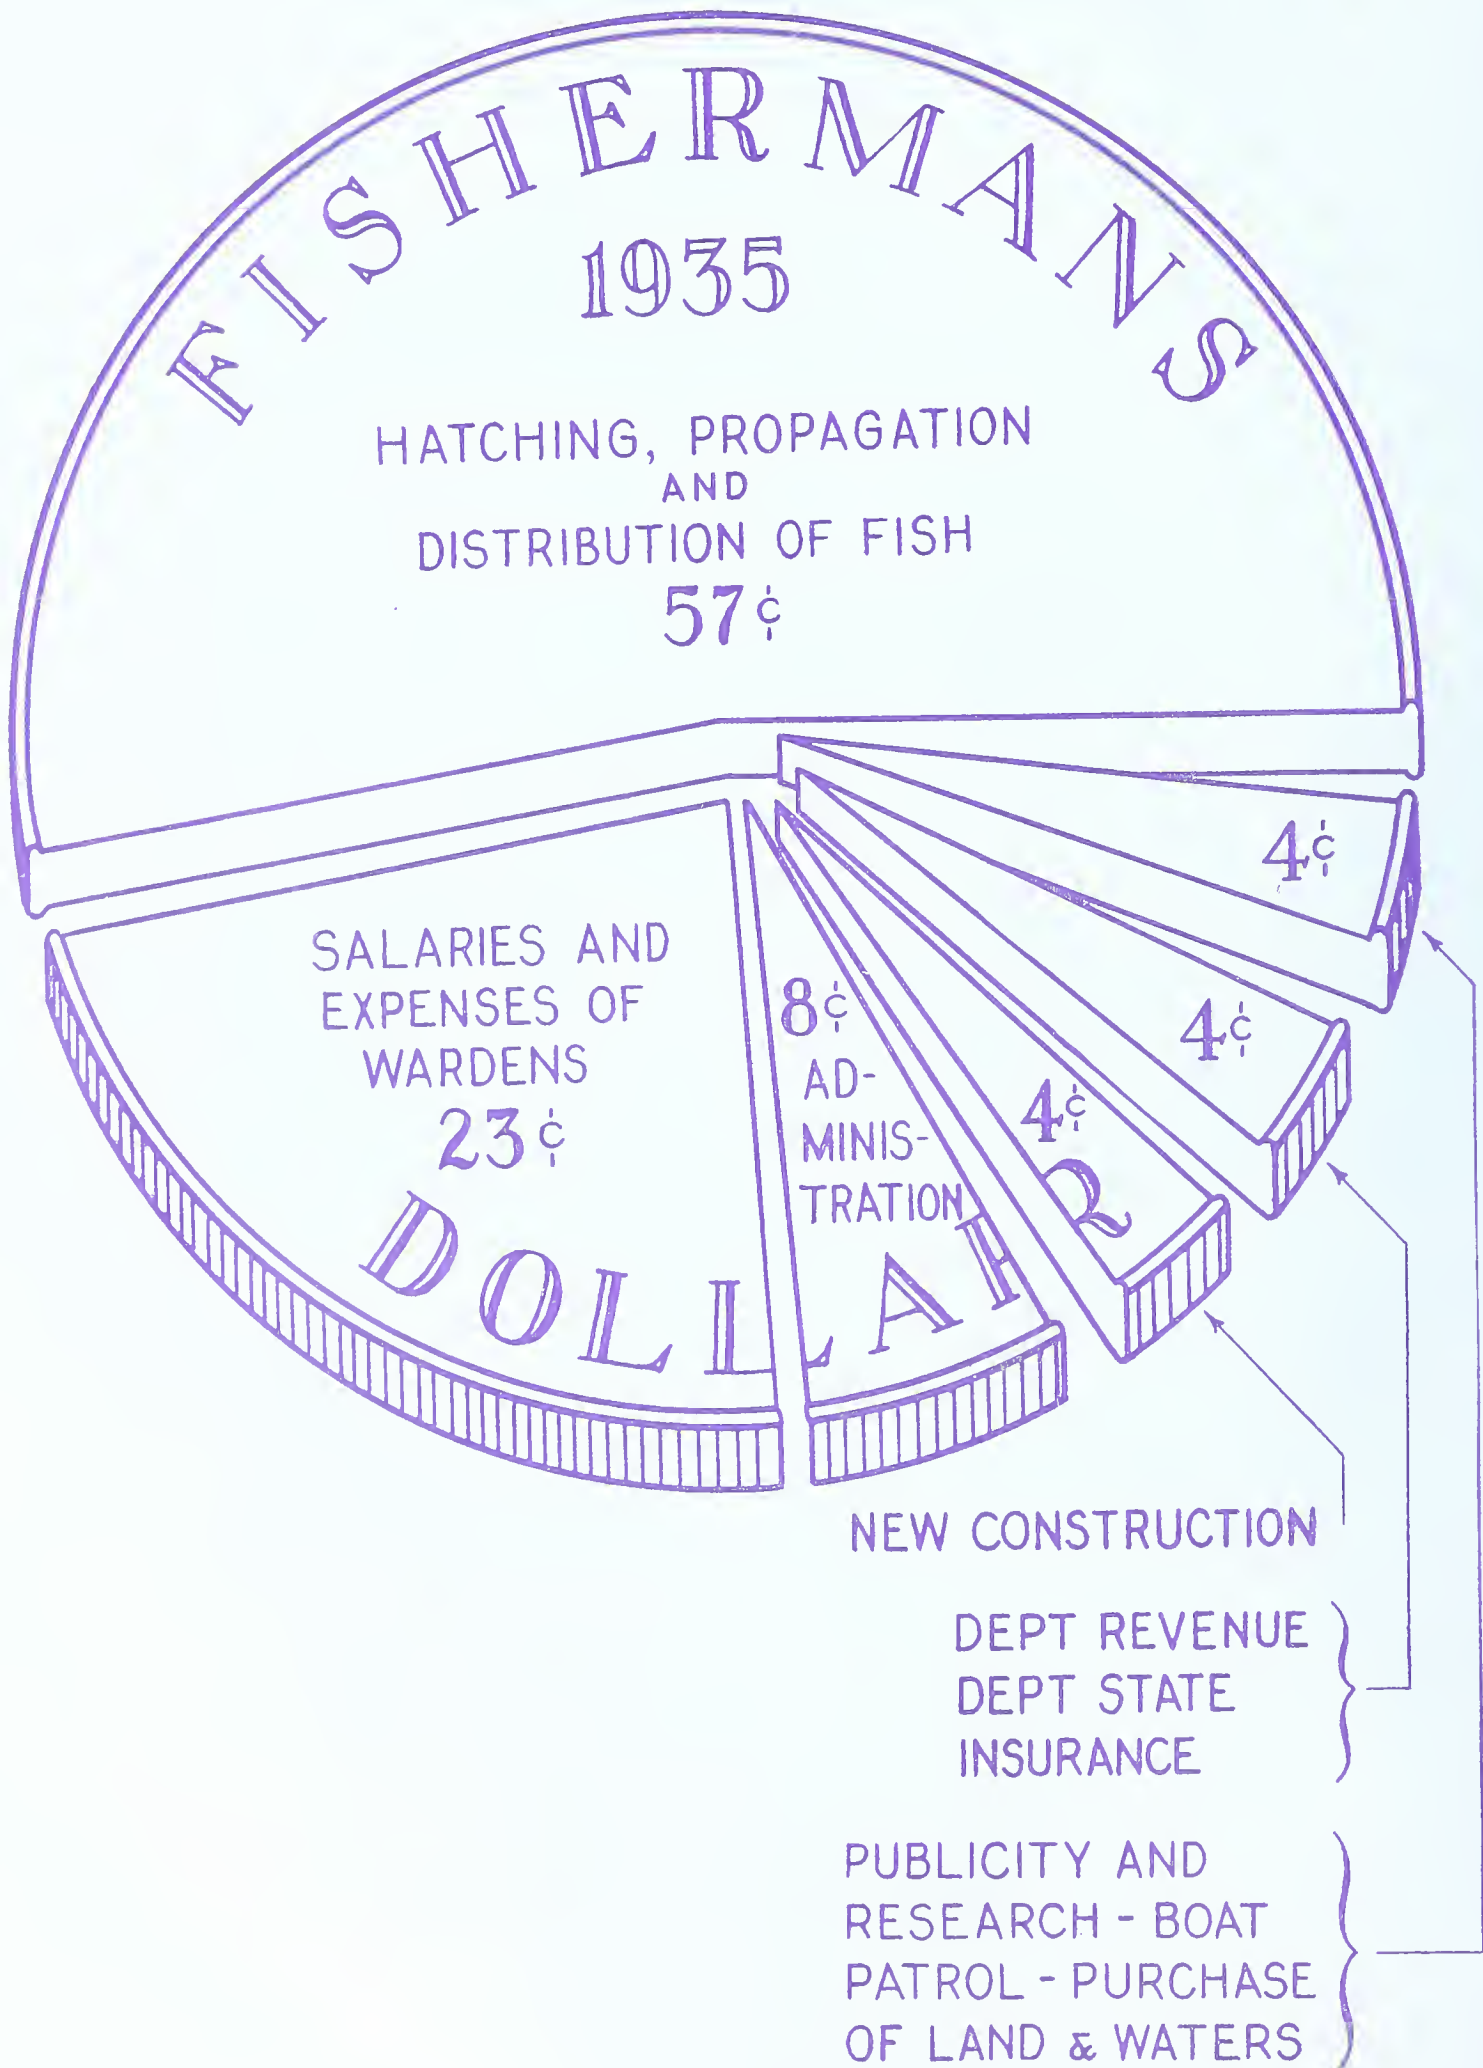 FISHERMANS
1935
HATCHING, PROPAGATION
AND
DISTRIBUTION OF FISH
57¢
SALARIES AND
EXPENSES OF
WARDENS
23¢
8¢
AD-
MINIS-
TRATION
4¢
4¢
4¢
DOLLAR
NEW CONSTRUCTION
DEPT REVENUE
DEPT STATE
INSURANCE
PUBLICITY AND
RESEARCH - BOAT
PATROL - PURCHASE
OF LAND & WATERS